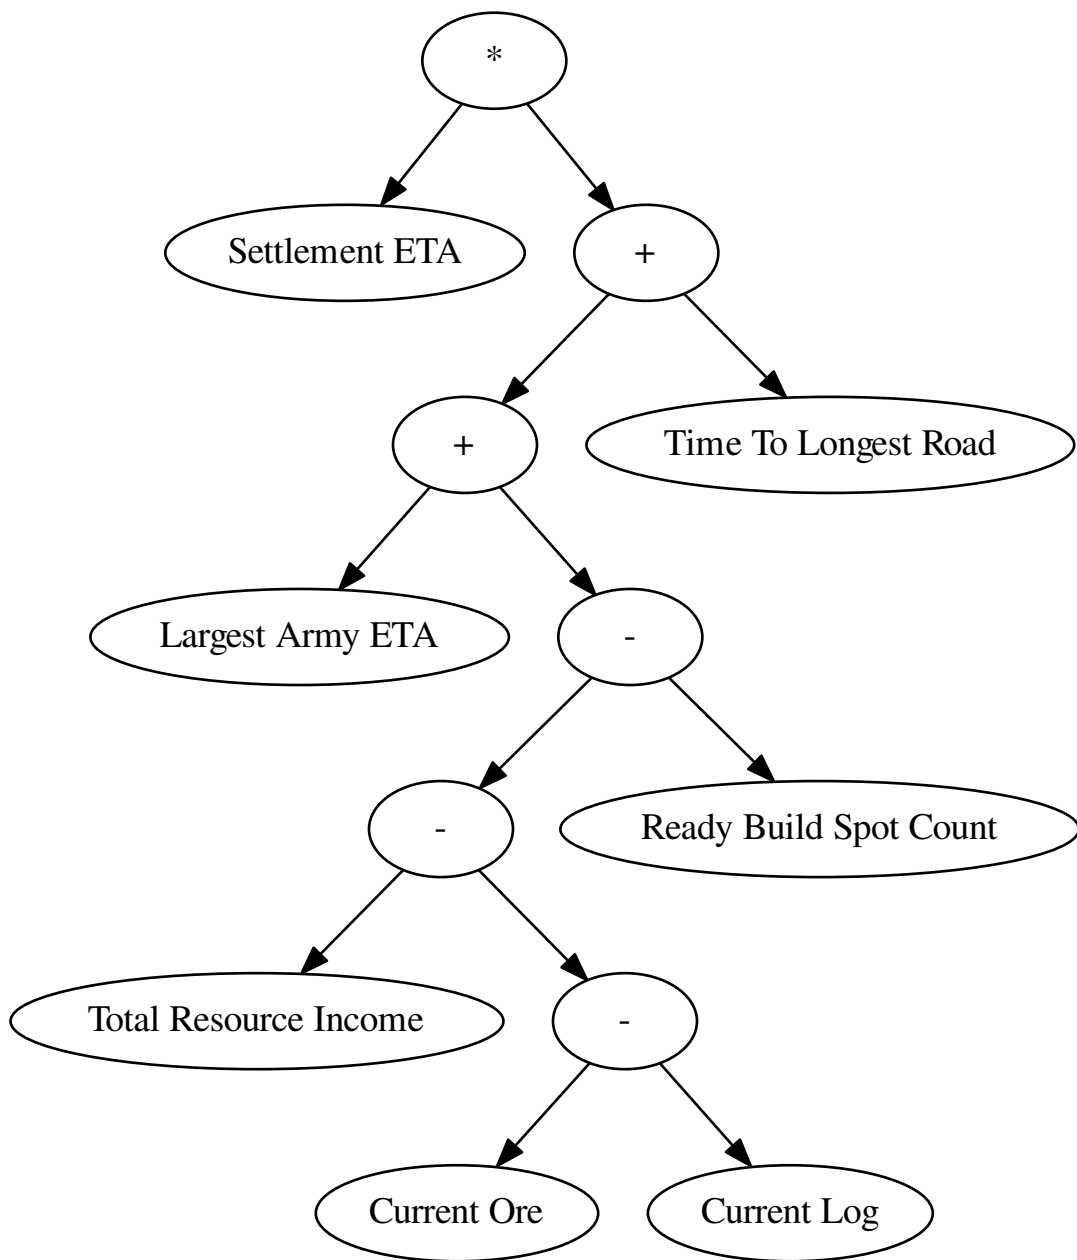 *
Settlement ETA
+
+
Time To Longest Road
Largest Army ETA
-
-
Ready Build Spot Count
Total Resource Income
-
Current Ore
Current Log